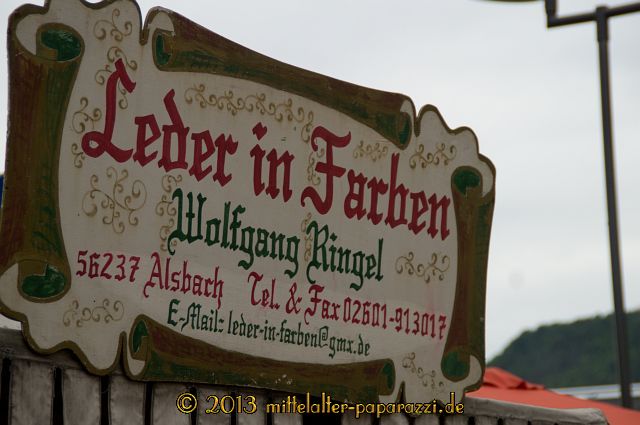 Leder in Farben
Wolfgang Ringel
56237 Alsbach Tel. & Fax 02601-913017
E-Mail: leder-in-farben@gmx.de
© 2013 mittelalter-paparazzi.de